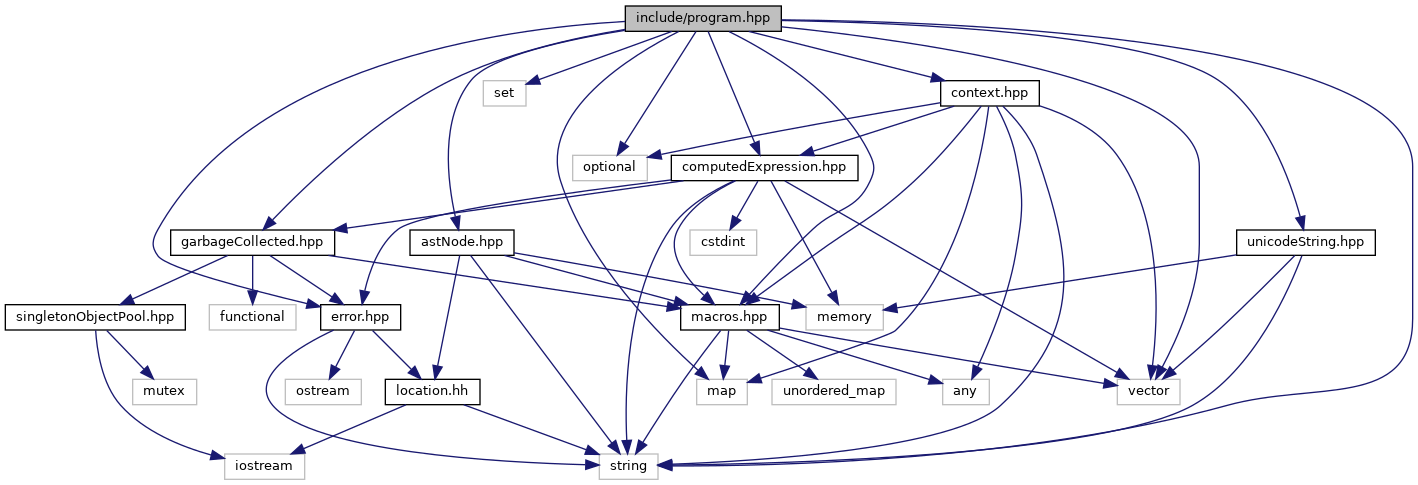 include/program.hpp
set
context.hpp
optional
computedExpression.hpp
garbageCollected.hpp
astNode.hpp
cstdint
unicodeString.hpp
singletonObjectPool.hpp
functional
error.hpp
macros.hpp
memory
mutex
ostream
location.hh
map
unordered_map
any
vector
iostream
string